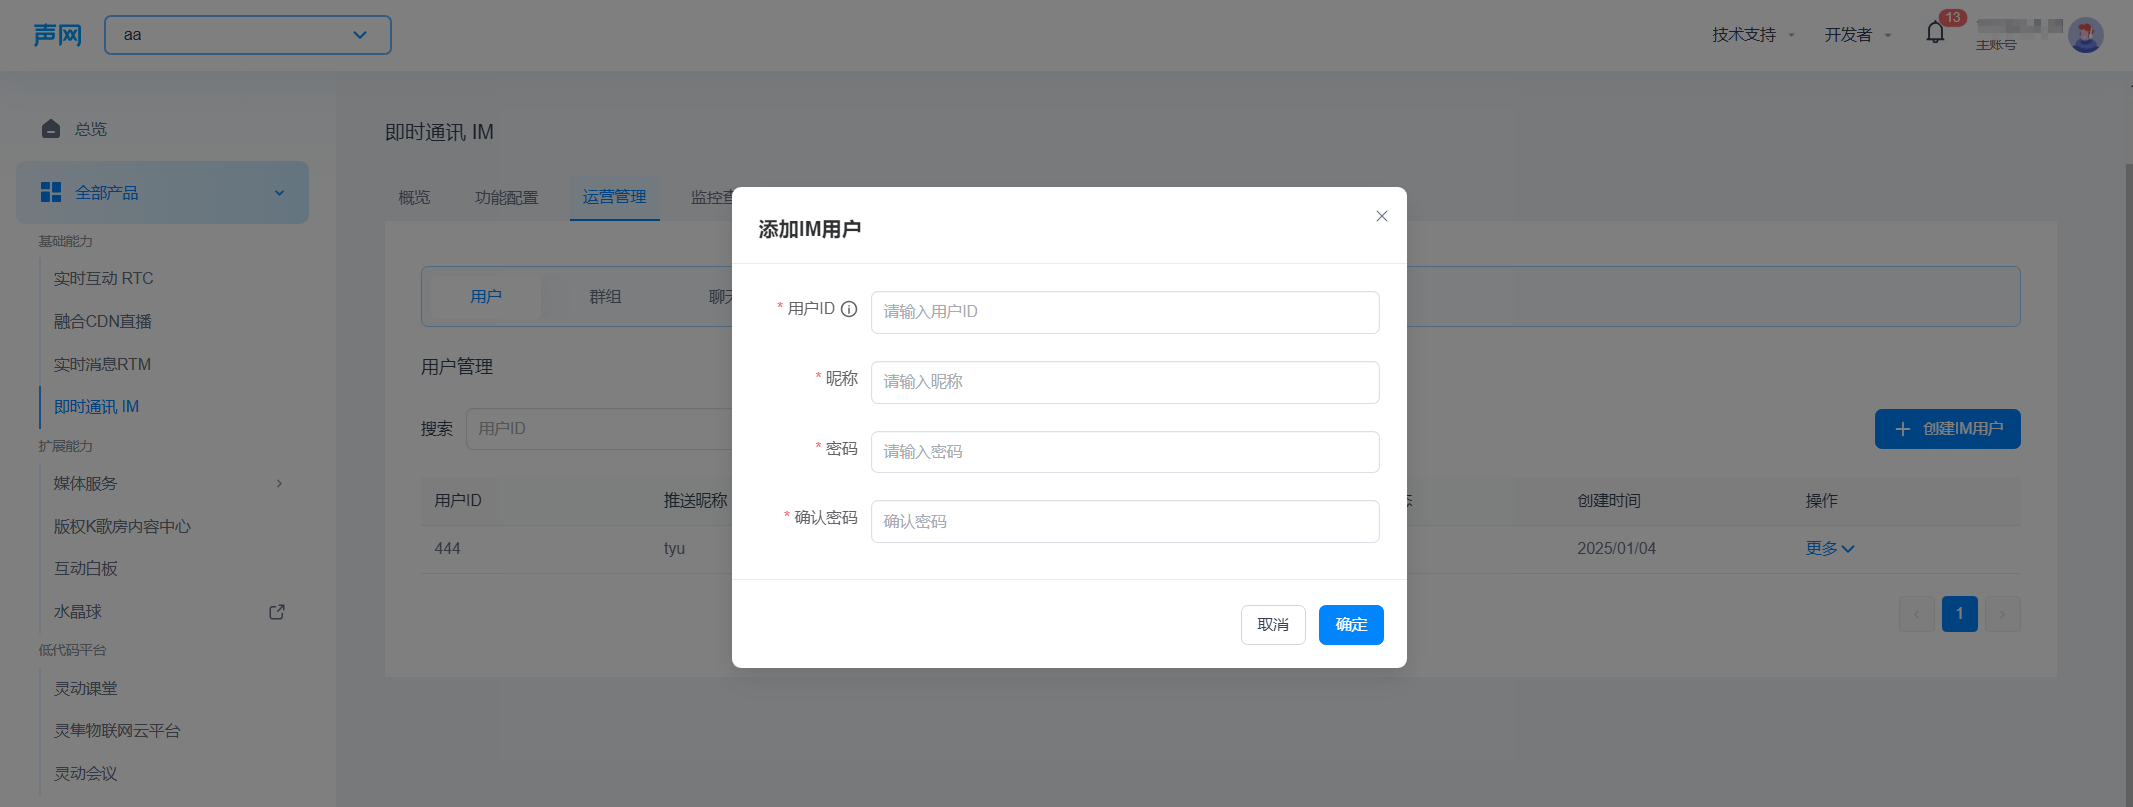 声网
aa
技术支持
开发者
13
主账号
总览
全部产品
基础能力
实时互动 RTC
融合CDN直播
实时消息RTM
即时通讯 IM
扩展能力
媒体服务
版权K歌房内容中心
互动白板
水晶球
低代码平台
灵动课堂
灵隼物联网云平台
灵动会议
即时通讯 IM
概览
功能配置
运营管理
监控查
用户
群组
聊天
用户管理
搜索
用户ID
创建IM用户
用户ID
推送昵称
创建时间
操作
444
tyu
2025/01/04
更多
1
添加IM用户
* 用户ID
请输入用户ID
* 昵称
请输入昵称
* 密码
请输入密码
* 确认密码
确认密码
取消
确定